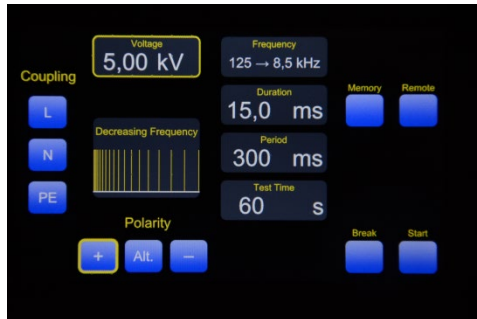 Voltage
5,00 kV
Coupling
L
N
PE
Decreasing Frequency
Polarity
+ Alt. −
Frequency
125 → 8,5 kHz
Duration
15,0 ms
Period
300 ms
Test Time
60 s
Memory Remote
Break Start